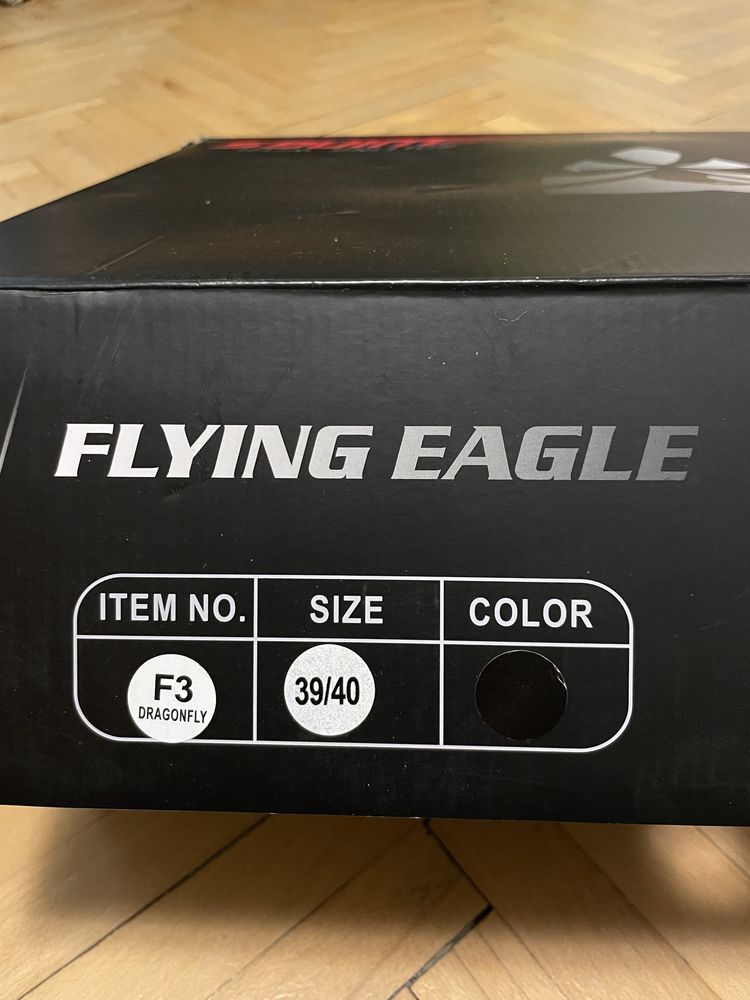 FLYING EAGLE
ITEM NO. SIZE COLOR
F3 39/40
DRAGONFLY